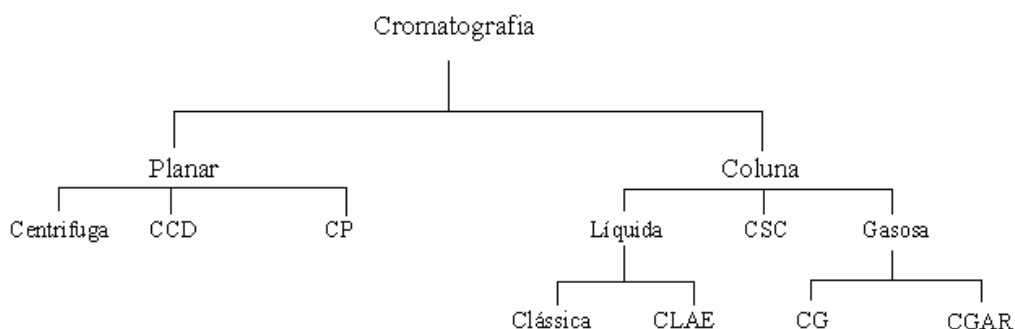 Cromatografia
Planar Coluna
Centrifuga CCD CP Líquida CSC Gasosa
Clássica CLAE CG CGAR